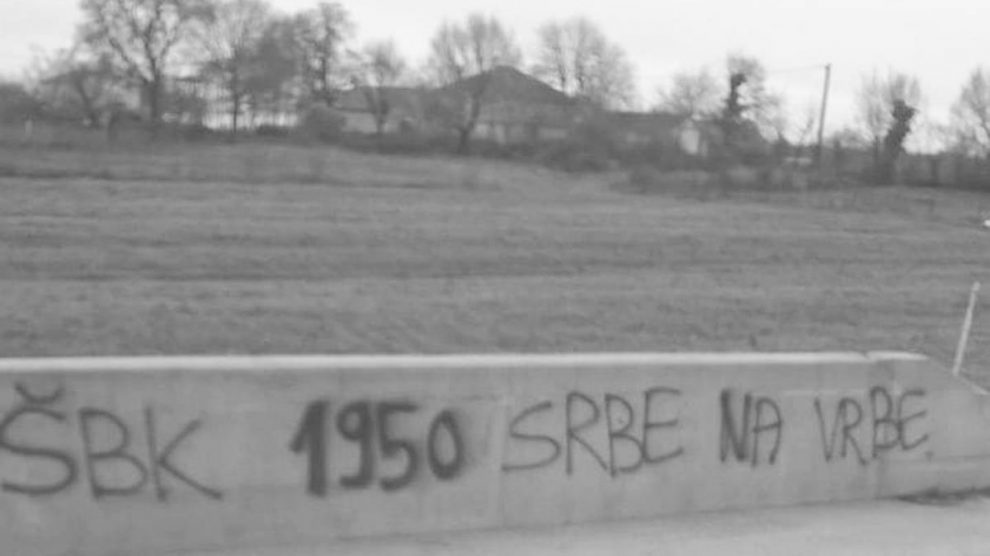 ŠBK 1950 SRBE NA VRBE.